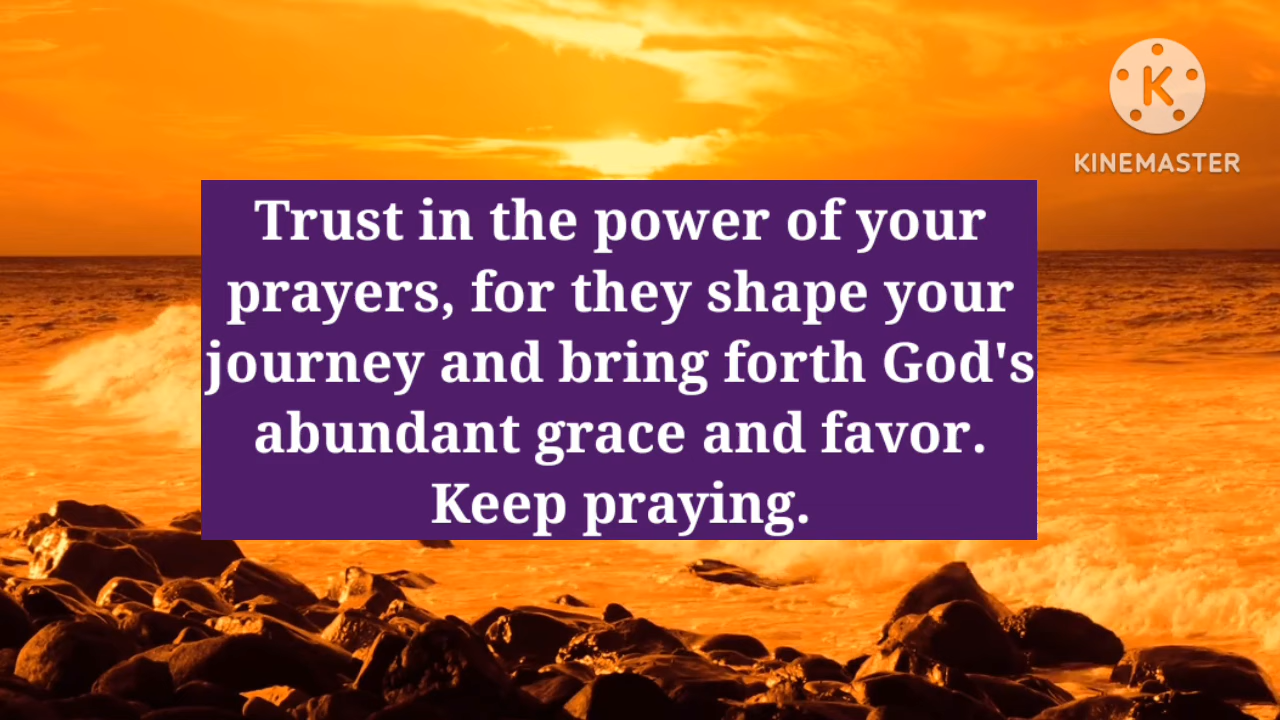 K
KINEMASTER
Trust in the power of your
prayers, for they shape your
journey and bring forth God's
abundant grace and favor.
Keep praying.